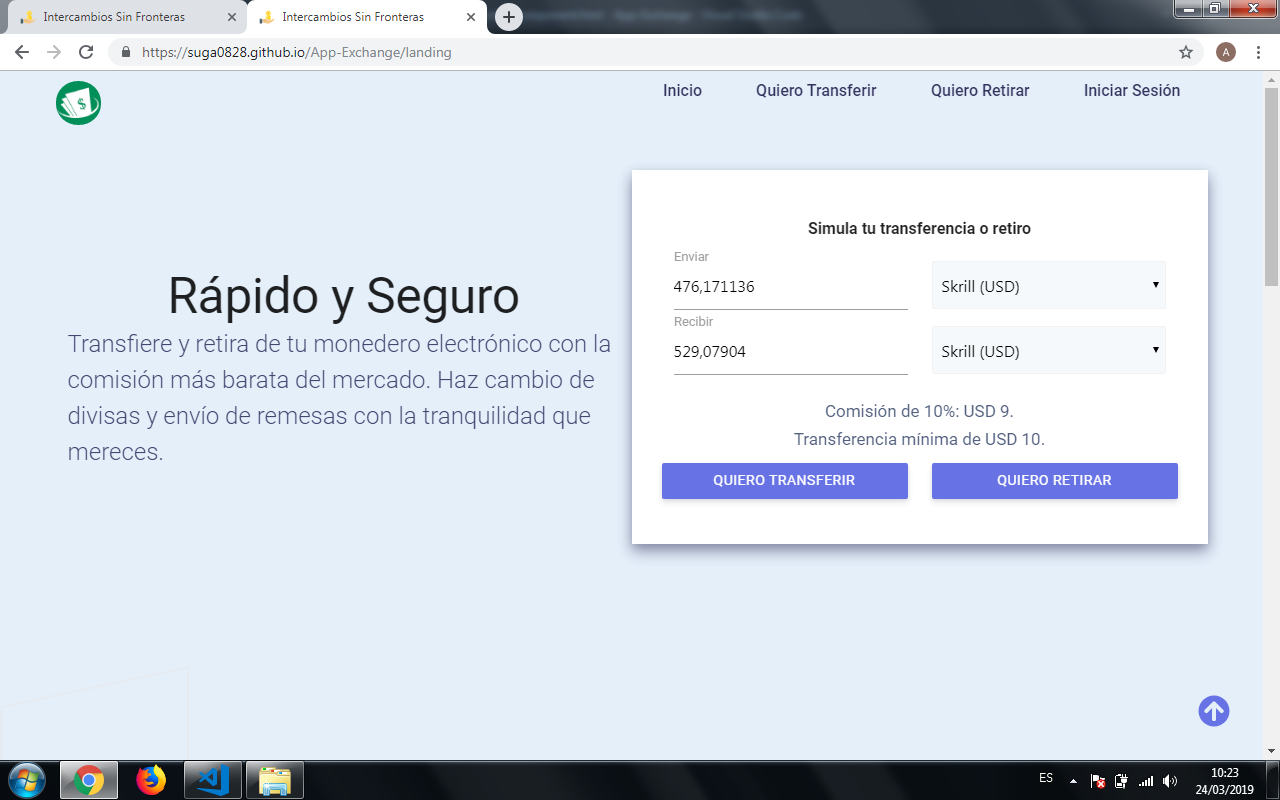 Intercambios Sin Fronteras
Intercambios Sin Fronteras
https://suga0828.github.io/App-Exchange/landing
A
$
Inicio
Quiero Transferir
Quiero Retirar
Iniciar Sesión
Rápido y Seguro
Transfiere y retira de tu monedero electrónico con la
comisión más barata del mercado. Haz cambio de
divisas y envío de remesas con la tranquilidad que
mereces.
Simula tu transferencia o retiro
Enviar
476,171136
Skrill (USD)
Recibir
529,07904
Skrill (USD)
Comisión de 10%: USD 9.
Transferencia mínima de USD 10.
QUIERO TRANSFERIR
QUIERO RETIRAR
ES
10:23
24/03/2019